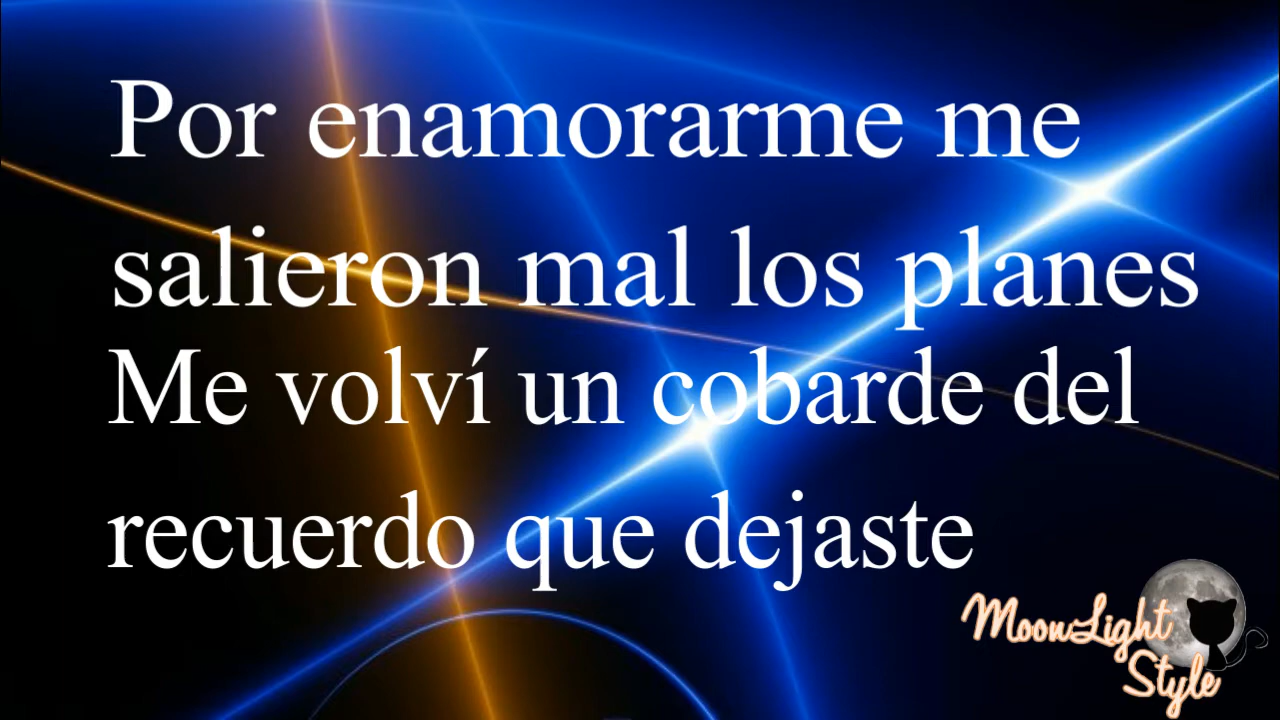 Por enamorarme me
salieron mal los planes
Me volví un cobarde del
recuerdo que dejaste
MoonLight
Style